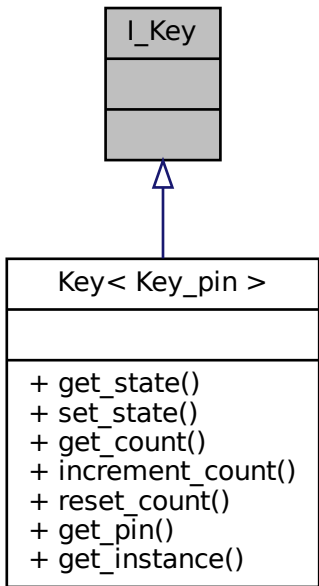 I_Key
Key< Key_pin >
+ get_state()
+ set_state()
+ get_count()
+ increment_count()
+ reset_count()
+ get_pin()
+ get_instance()